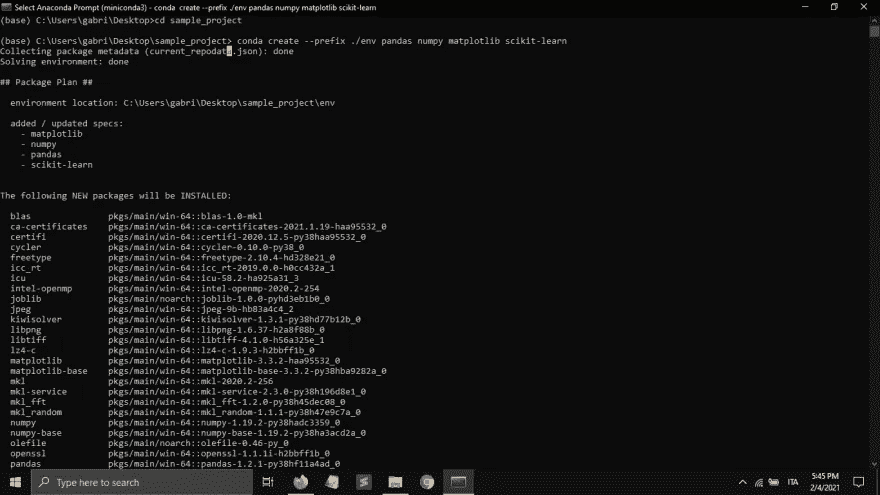 Select Anaconda Prompt (miniconda3) - conda  create --prefix ./env pandas numpy matplotlib scikit-learn
(base) C:\Users\gabri\Desktop>cd sample_project
(base) C:\Users\gabri\Desktop\sample_project> conda create --prefix ./env pandas numpy matplotlib scikit-learn
Collecting package metadata (current_repodata.json): done
Solving environment: done
## Package Plan ##
environment location: C:\Users\gabri\Desktop\sample_project\env
added / updated specs:
- matplotlib
- numpy
- pandas
- scikit-learn
The following NEW packages will be INSTALLED:
blas pkgs/main/win-64::blas-1.0-mkl
ca-certificates pkgs/main/win-64::ca-certificates-2021.1.19-haa95532_0
certifi pkgs/main/win-64::certifi-2020.12.5-py38haa95532_0
cycler pkgs/main/win-64::cycler-0.10.0-py38_0
freetype pkgs/main/win-64::freetype-2.10.4-hd328e21_0
icc_rt pkgs/main/win-64::icc_rt-2019.0.0-h0cc432a_1
icu pkgs/main/win-64::icu-58.2-ha925a31_3
intel-openmp pkgs/main/win-64::intel-openmp-2020.2-254
joblib pkgs/main/noarch::joblib-1.0.0-pyhd3eb1b0_0
jpeg pkgs/main/win-64::jpeg-9b-hb83a4c4_2
kiwisolver pkgs/main/win-64::kiwisolver-1.3.1-py38hd77b12b_0
libpng pkgs/main/win-64::libpng-1.6.37-h2a8f88b_0
libtiff pkgs/main/win-64::libtiff-4.1.0-h56a325e_1
lz4-c pkgs/main/win-64::lz4-c-1.9.3-h2bbff1b_0
matplotlib pkgs/main/win-64::matplotlib-3.3.2-haa95532_0
matplotlib-base pkgs/main/win-64::matplotlib-base-3.3.2-py38hba9282a_0
mkl pkgs/main/win-64::mkl-2020.2-256
mkl-service pkgs/main/win-64::mkl-service-2.3.0-py38h196d8e1_0
mkl_fft pkgs/main/win-64::mkl_fft-1.2.0-py38h45dec08_0
mkl_random pkgs/main/win-64::mkl_random-1.1.1-py38h47e9c7a_0
numpy pkgs/main/win-64::numpy-1.19.2-py38hadc3359_0
numpy-base pkgs/main/win-64::numpy-base-1.19.2-py38ha3acd2a_0
olefile pkgs/main/noarch::olefile-0.46-py_0
openssl pkgs/main/win-64::openssl-1.1.1i-h2bbff1b_0
pandas pkgs/main/win-64::pandas-1.2.1-py38hf11a4ad_0
Type here to search
ITA
5:45 PM
2/4/2021